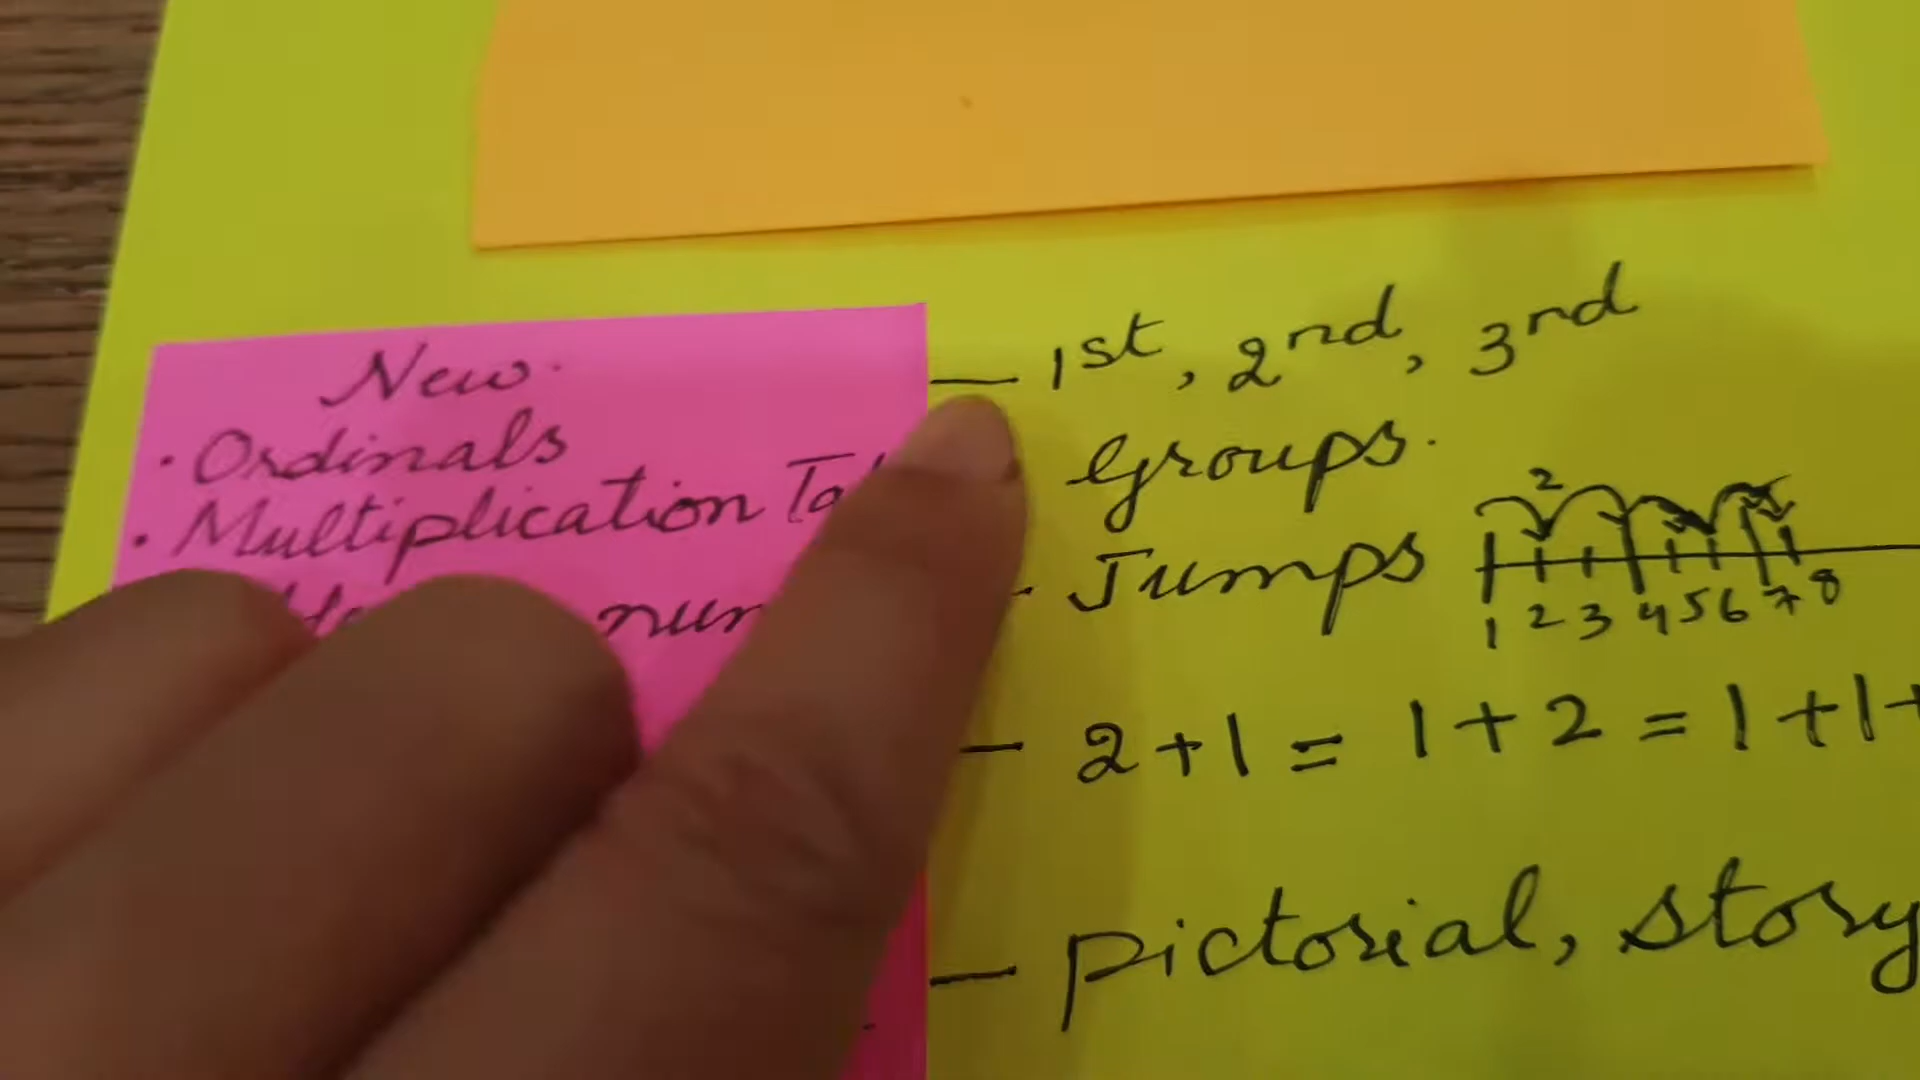 New.
· Ordinals
· Multiplication
— 1st, 2nd, 3rd
Groups.
- Jumps
2
1 2 3 4 5 6 7 8
— 2+1 = 1+2 = 1+1+
— Pictorial, story